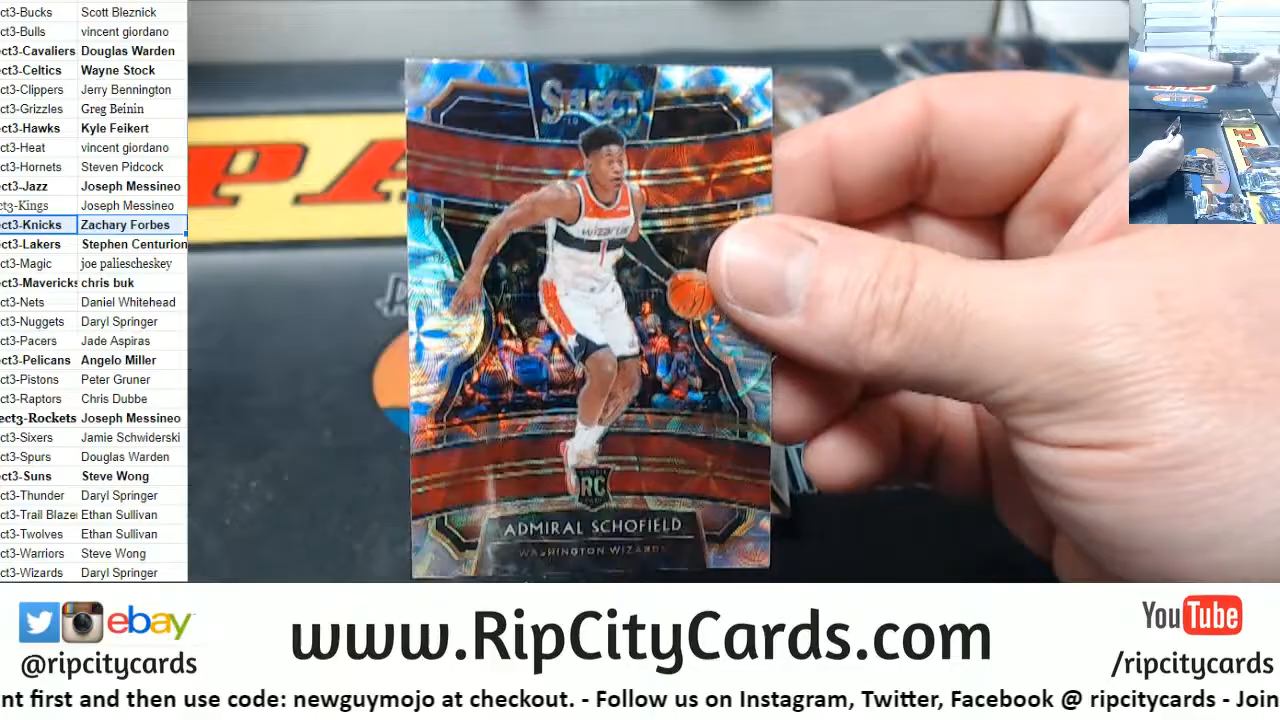 ct3-Bucks Scott Bleznick
ct3-Bulls vincent giordano
ct3-Cavaliers Douglas Warden
ct3-Celtics Wayne Stock
ct3-Clippers Jerry Bennington
ct3-Grizzles Greg Beinin
ct3-Hawks Kyle Feikert
ct3-Heat vincent giordano
ct3-Hornets Steven Pidcock
ct3-Jazz Joseph Messineo
ct3-Kings Joseph Messineo
ct3-Knicks Zachary Forbes
ct3-Lakers Stephen Centurion
ct3-Magic joe paliescheskey
ct3-Mavericks chris buk
ct3-Nets Daniel Whitehead
ct3-Nuggets Daryl Springer
ct3-Pacers Jade Aspiras
ct3-Pelicans Angelo Miller
ct3-Pistons Peter Gruner
ct3-Raptors Chris Dubbe
ect3-Rockets Joseph Messineo
ct3-Sixers Jamie Schwiderski
ct3-Spurs Douglas Warden
ct3-Suns Steve Wong
ct3-Thunder Daryl Springer
ct3-Trail Blaze Ethan Sullivan
ct3-Twolves Ethan Sullivan
ct3-Warriors Steve Wong
ct3-Wizards Daryl Springer
PA
SELECT
WIZARDS
1
RC
ADMIRAL SCHOFIELD
WASHINGTON WIZARDS
ebay
@ripcitycards
www.RipCityCards.com
YouTube
/ripcitycards
nt first and then use code: newguymojo at checkout. - Follow us on Instagram, Twitter, Facebook @ ripcitycards - Join